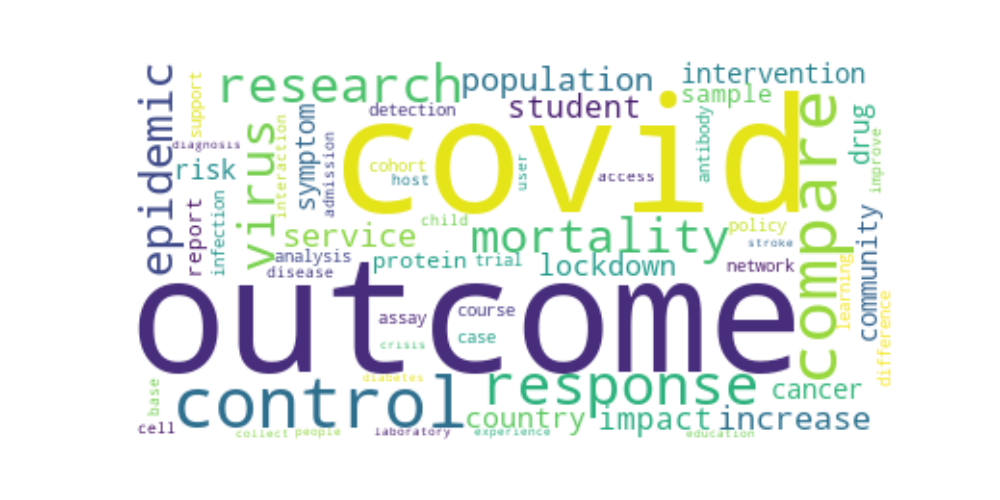 epidemic
support
research
population
intervention
detection
student
sample
covid
compare
drug
improve
diagnosis
risk
virus
interaction
symptom
admission
cohort
host
user
access
antibody
report
infection
service
child
mortality
policy
stroke
community
analysis
disease
protein
trial
lockdown
network
learning
difference
outcome
assay
course
case
crisis
diabetes
base
cell
control
response
cancer
country
impact
increase
collect
people
laboratory
experience
education